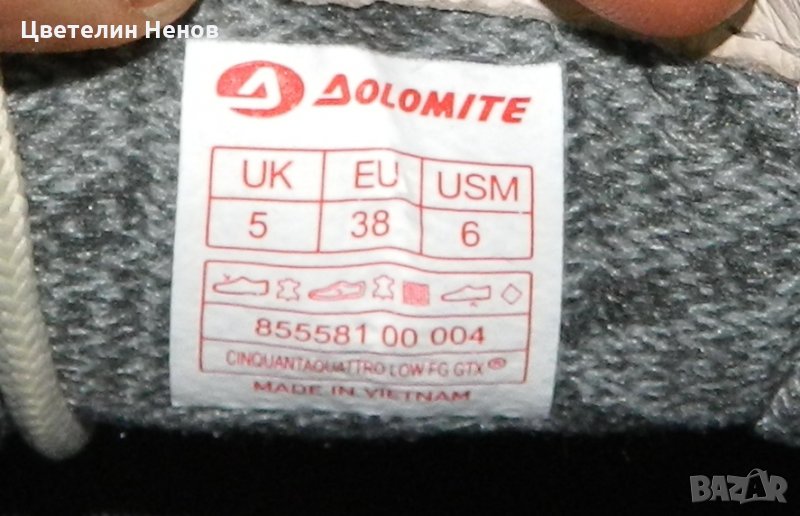 Цветелин Ненов
DOLOMITE
UK EU USM
5 38 6
855581 00 004
CINQUANTAQUATTRO LOW FG GTX ®
MADE IN VIETNAM
BAZAR